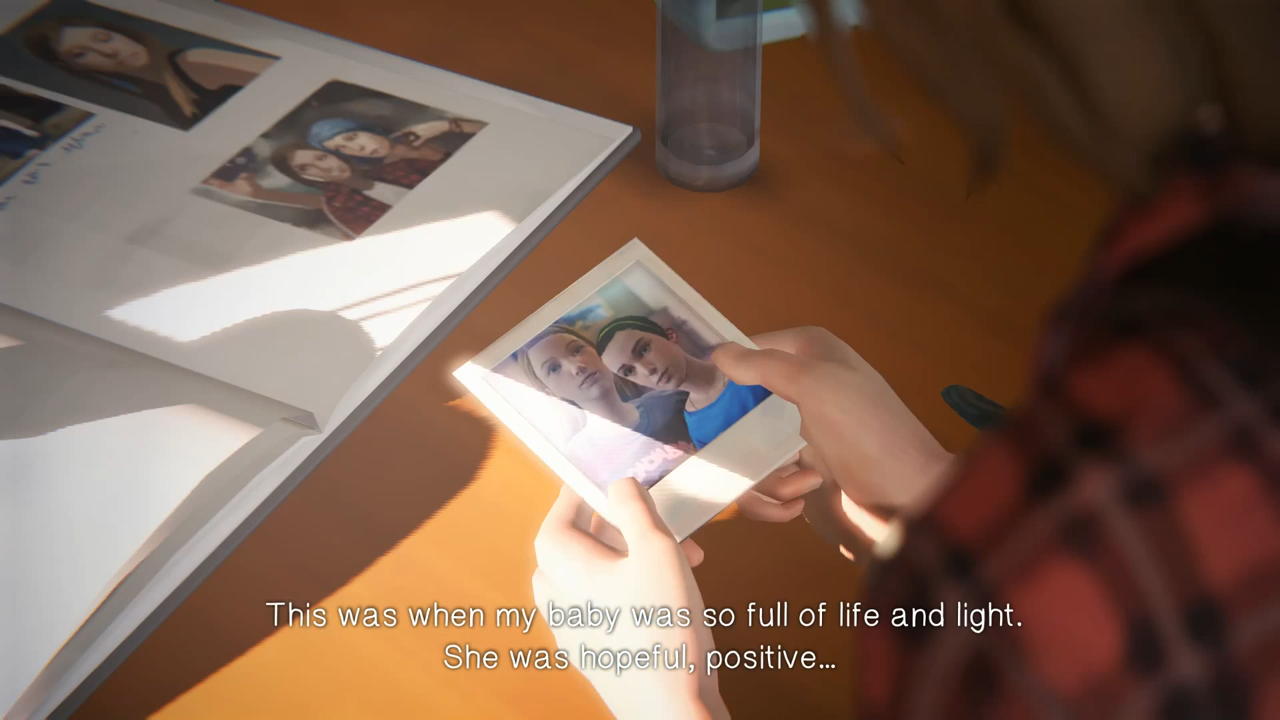 This was when my baby was so full of life and light.
She was hopeful, positive...